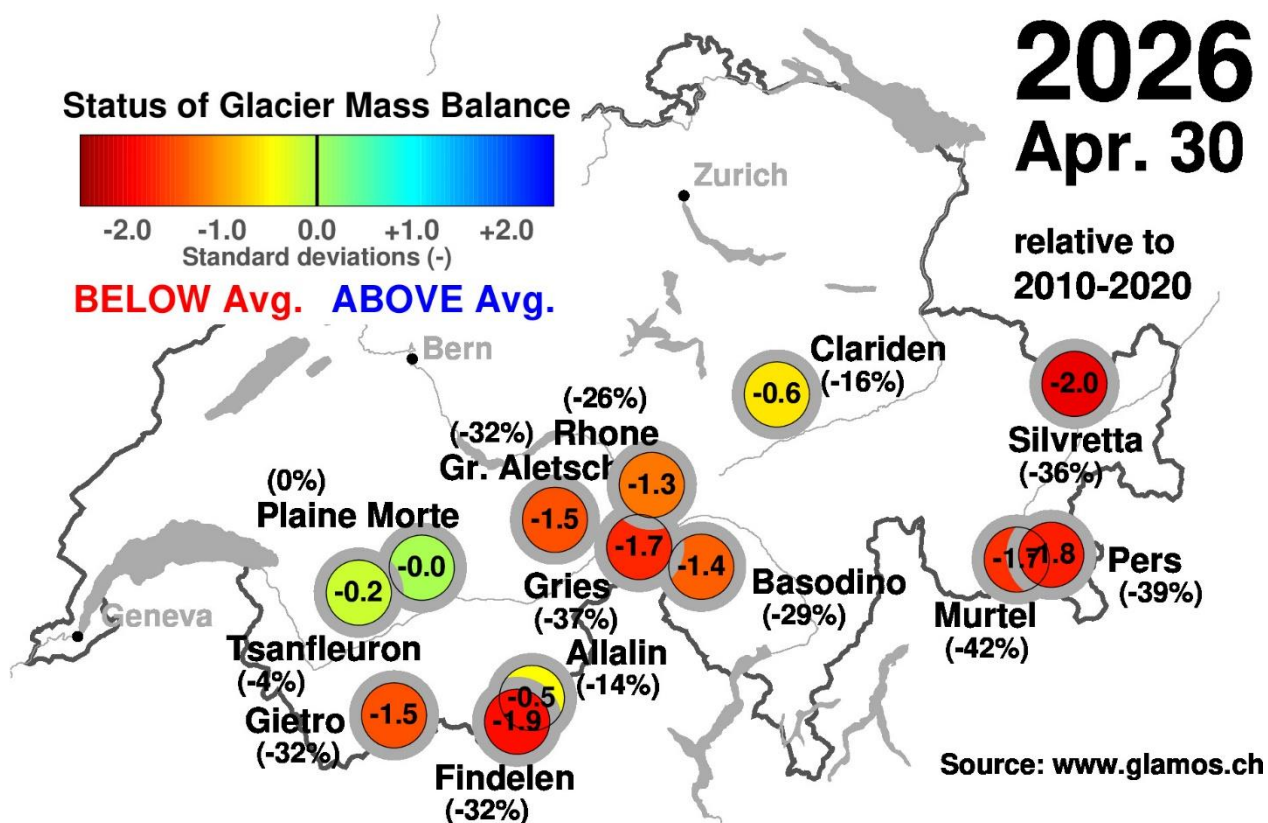 2026
Apr. 30
Status of Glacier Mass Balance
-2.0 -1.0 0.0 +1.0 +2.0
Standard deviations (-)
BELOW Avg. ABOVE Avg.
relative to
2010-2020
Zurich
Bern
Geneva
Clariden
(-16%)
-0.6
-2.0
Silvretta
(-36%)
(-26%)
Rhone
-1.3
(-32%)
Gr. Aletsch
-1.5
(0%)
Plaine Morte
-0.0
-0.2
Tsanfleuron
(-4%)
-1.7
Gries
(-37%)
-1.4
Basodino
(-29%)
-1.7
Murtel
(-42%)
-1.8
Pers
(-39%)
Allalin
(-14%)
-0.5
Gietro
(-32%)
-1.5
-1.9
Findelen
(-32%)
Source: www.glamos.ch